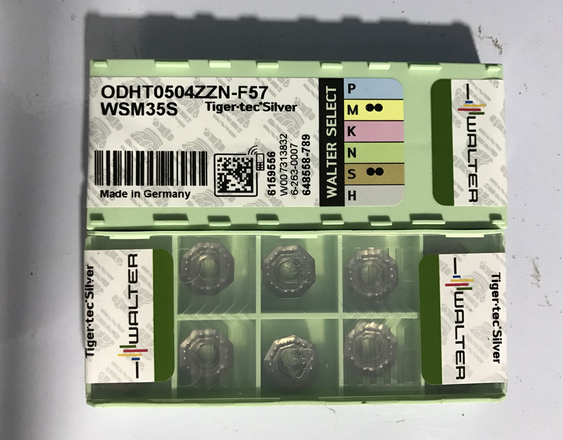 ODHT0504ZZN-F57
WSM35S Tiger·tec®Silver
Made in Germany
6159556
W007313832
-6-263-0007
648558-789
WALTER SELECT
P
M
K
N
S
H
WALTER
Tiger·tec®Silver
WALTER
WALTER
Tiger·tec®Silver